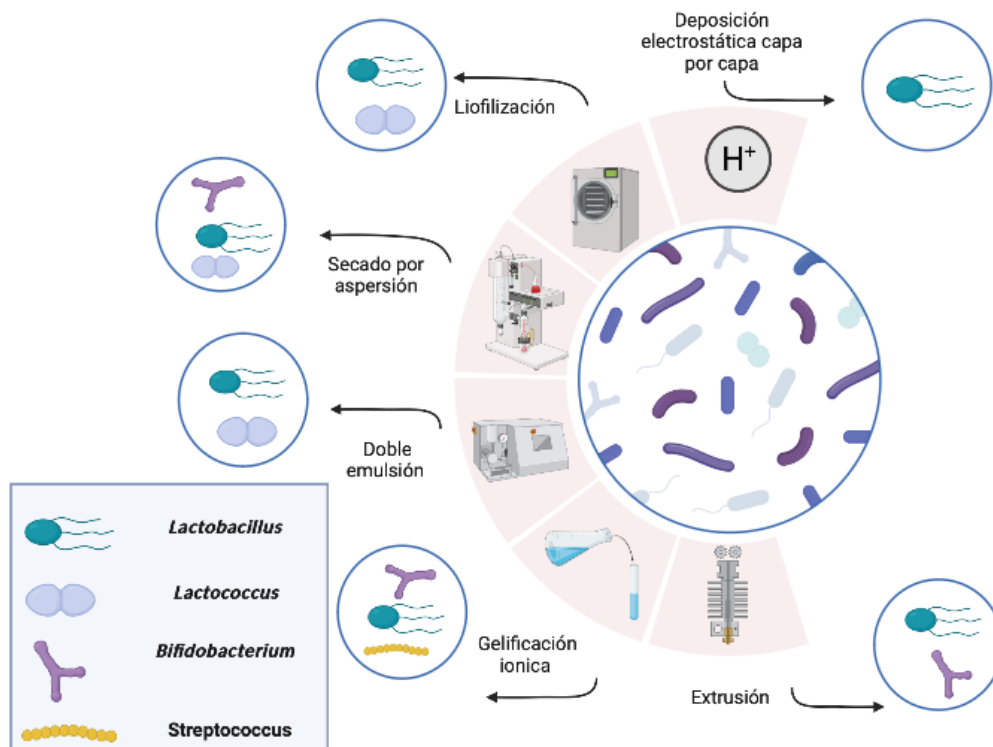 Deposición
electrostática capa
por capa
Liofilización
H+
Secado por
aspersión
Doble
emulsión
Lactobacillus
Lactococcus
Bifidobacterium
Streptococcus
Gelificación
ionica
Extrusión